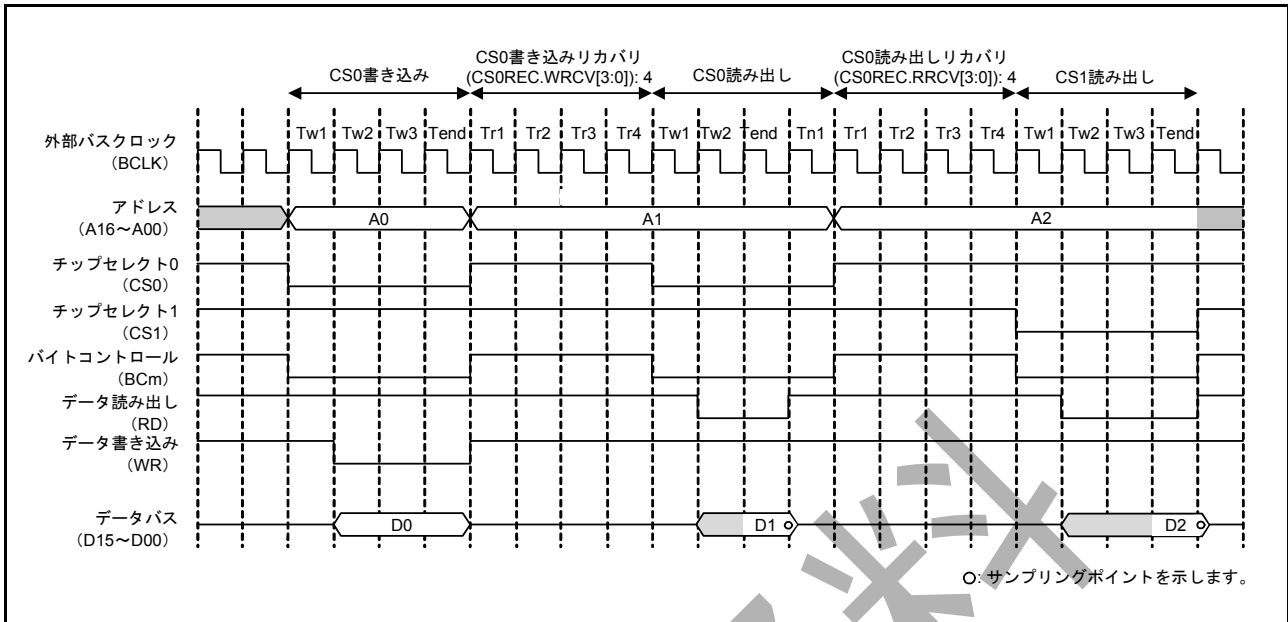 CS0書き込み
CS0書き込みリカバリ
(CS0REC.WRCV[3:0]): 4
CS0読み出し
CS0読み出しリカバリ
(CS0REC.RRCV[3:0]): 4
CS1読み出し
外部バスクロック
(BCLK)
Tw1 Tw2 Tw3 Tend Tr1 Tr2 Tr3 Tr4 Tw1 Tw2 Tend Tn1 Tr1 Tr2 Tr3 Tr4 Tw1 Tw2 Tw3 Tend
アドレス
(A16～A00)
A0 A1 A2
チップセレクト0
(CS0)
チップセレクト1
(CS1)
バイトコントロール
(BCm)
データ読み出し
(RD)
データ書き込み
(WR)
データバス
(D15～D00)
D0 D1 D2
O: サンプリングポイントを示します。